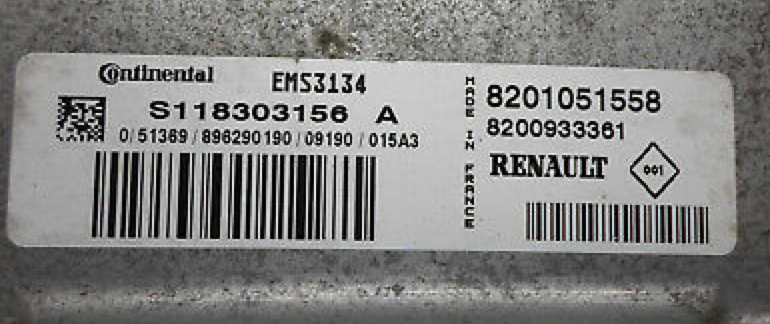 Continental EMS3134
S118303156 A
0/51369/896290190/09190/015A3
MADE IN FRANCE
8201051558
8200933361
RENAULT 001